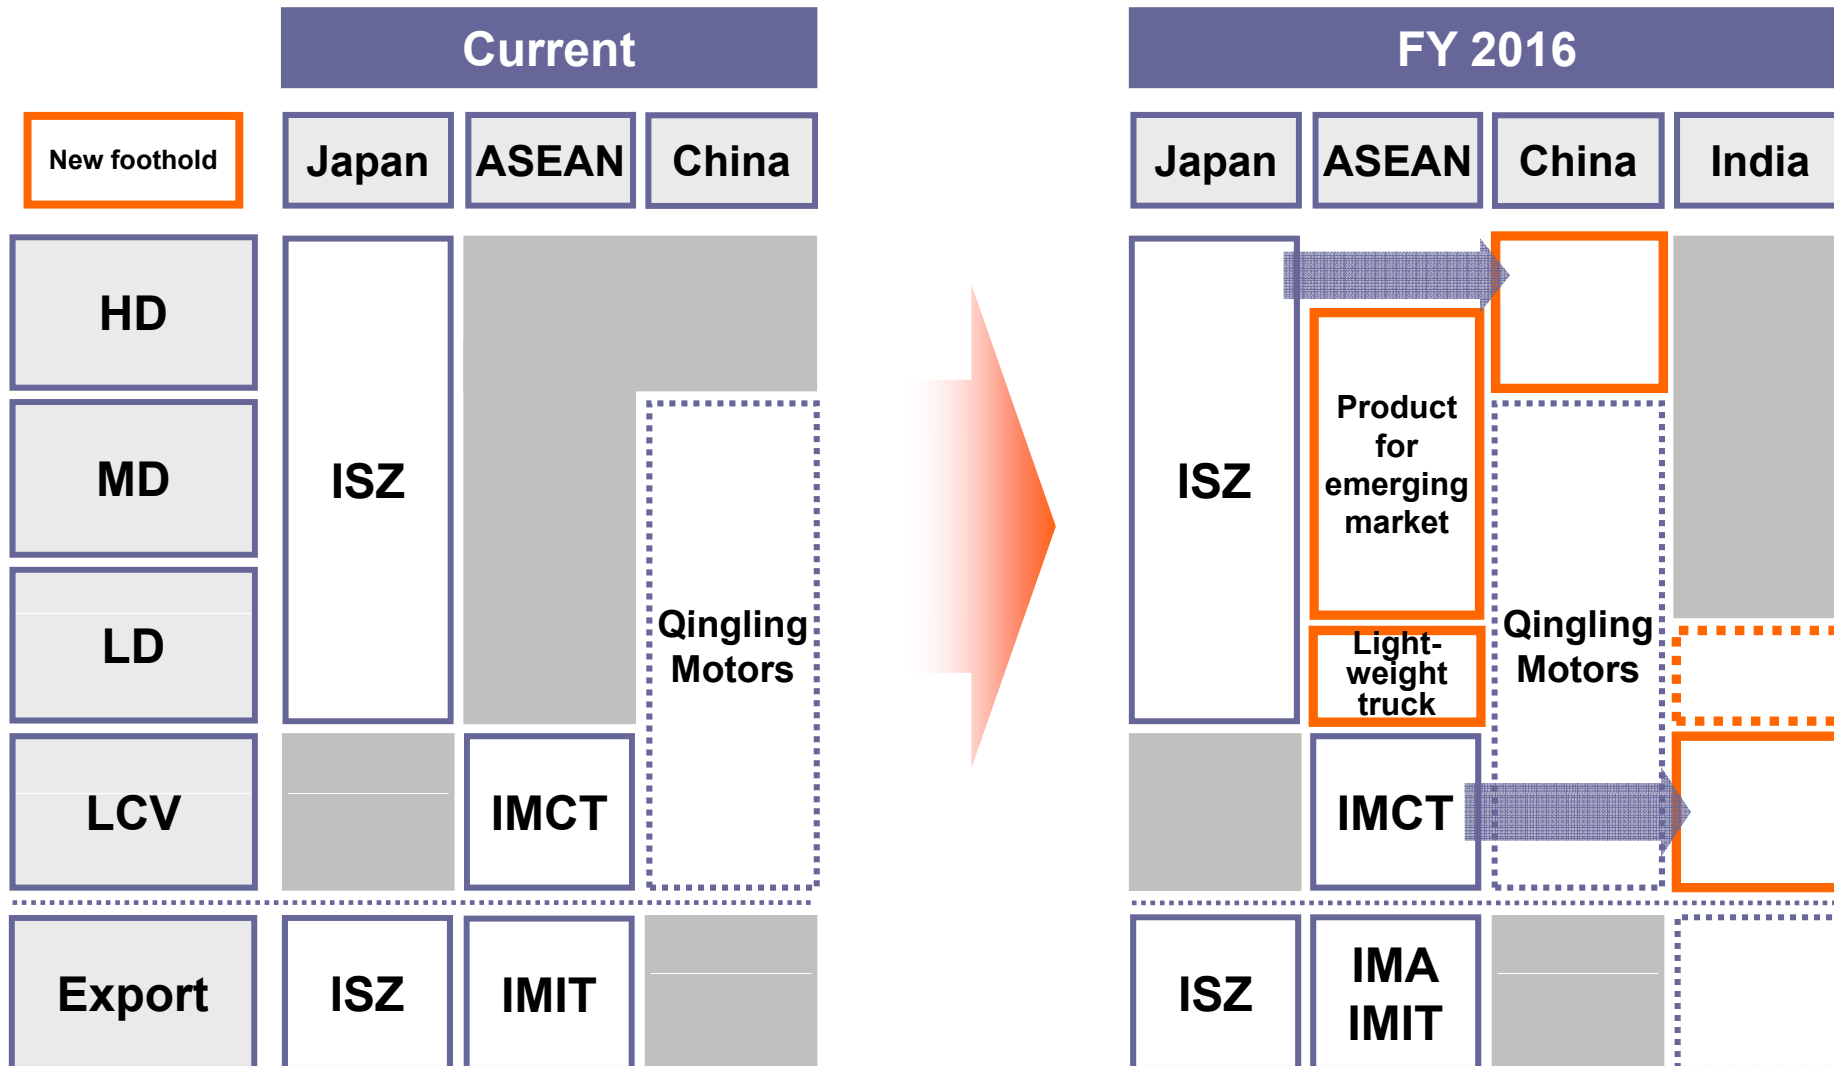 Current
FY 2016
New foothold
Japan
ASEAN
China
Japan
ASEAN
China
India
HD
MD
LD
LCV
Export
ISZ
Qingling
Motors
IMCT
ISZ
IMIT
ISZ
Product
for
emerging
market
Light-
weight
truck
Qingling
Motors
IMCT
ISZ
IMA
IMIT